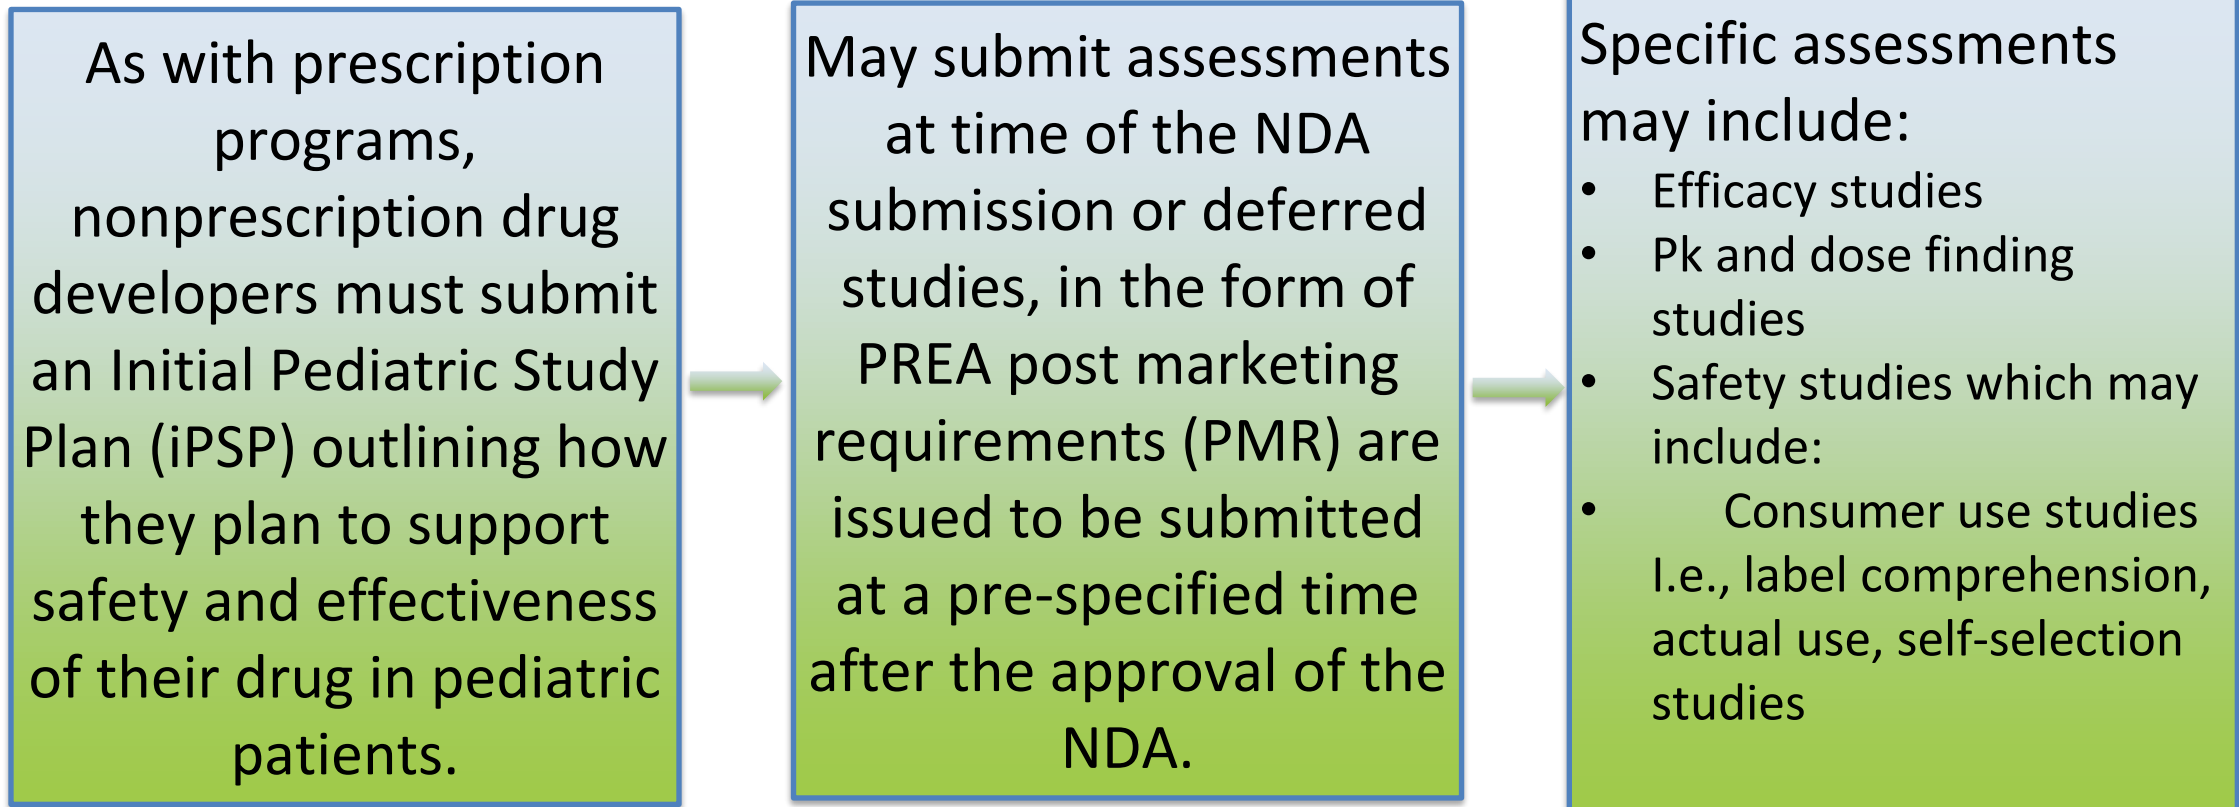 As with prescription
programs,
nonprescription drug
developers must submit
an Initial Pediatric Study
Plan (iPSP) outlining how
they plan to support
safety and effectiveness
of their drug in pediatric
patients.
May submit assessments
at time of the NDA
submission or deferred
studies, in the form of
PREA post marketing
requirements (PMR) are
issued to be submitted
at a pre-specified time
after the approval of the
NDA.
Specific assessments
may include:
• Efficacy studies
• Pk and dose finding
studies
• Safety studies which may
include:
• Consumer use studies
I.e., label comprehension,
actual use, self-selection
studies